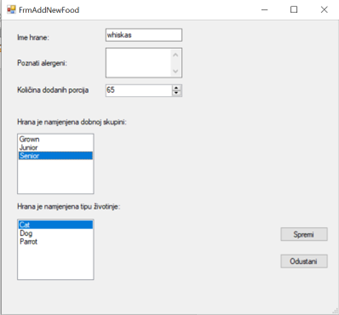 FrmAddNewFood
Ime hrane:
whiskas
Poznati alergeni:
Količina dodanih porcija
65
Hrana je namjenjena dobnoj skupini:
Grown
Junior
Senior
Hrana je namjenjena tipu životinje:
Cat
Dog
Parrot
Spremi
Odustani